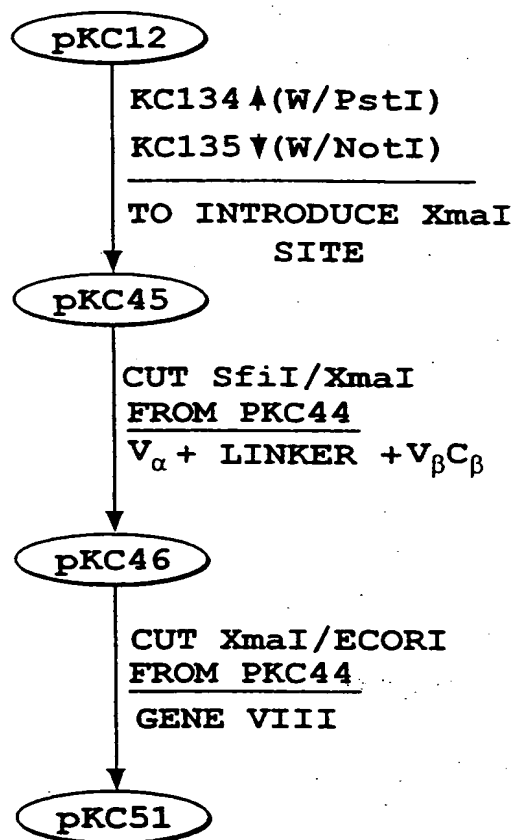 pKC12
KC134▲(W/PstI)
KC135▼(W/NotI)
TO INTRODUCE XmaI
SITE
pKC45
CUT SfiI/XmaI
FROM PKC44
Vα + LINKER +VβCβ
pKC46
CUT XmaI/ECORI
FROM PKC44
GENE VIII
pKC51